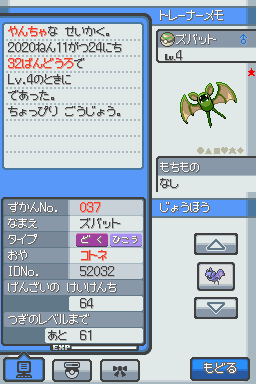 やんちゃな せいかく。
2020ねん11がつ24にち
32ばんどうろで
Lv.4のときに
であった。
ちょっぴり ごうじょう。
トレーナーメモ
ズバット ♂
Lv.4
もちもの
なし
じょうほう
ずかんNo. 037
なまえ ズバット
タイプ どく ひこう
おや コトネ
IDNo. 52032
げんざいの けいけんち
64
つぎのレベルまで
あと 61
EXP
もどる